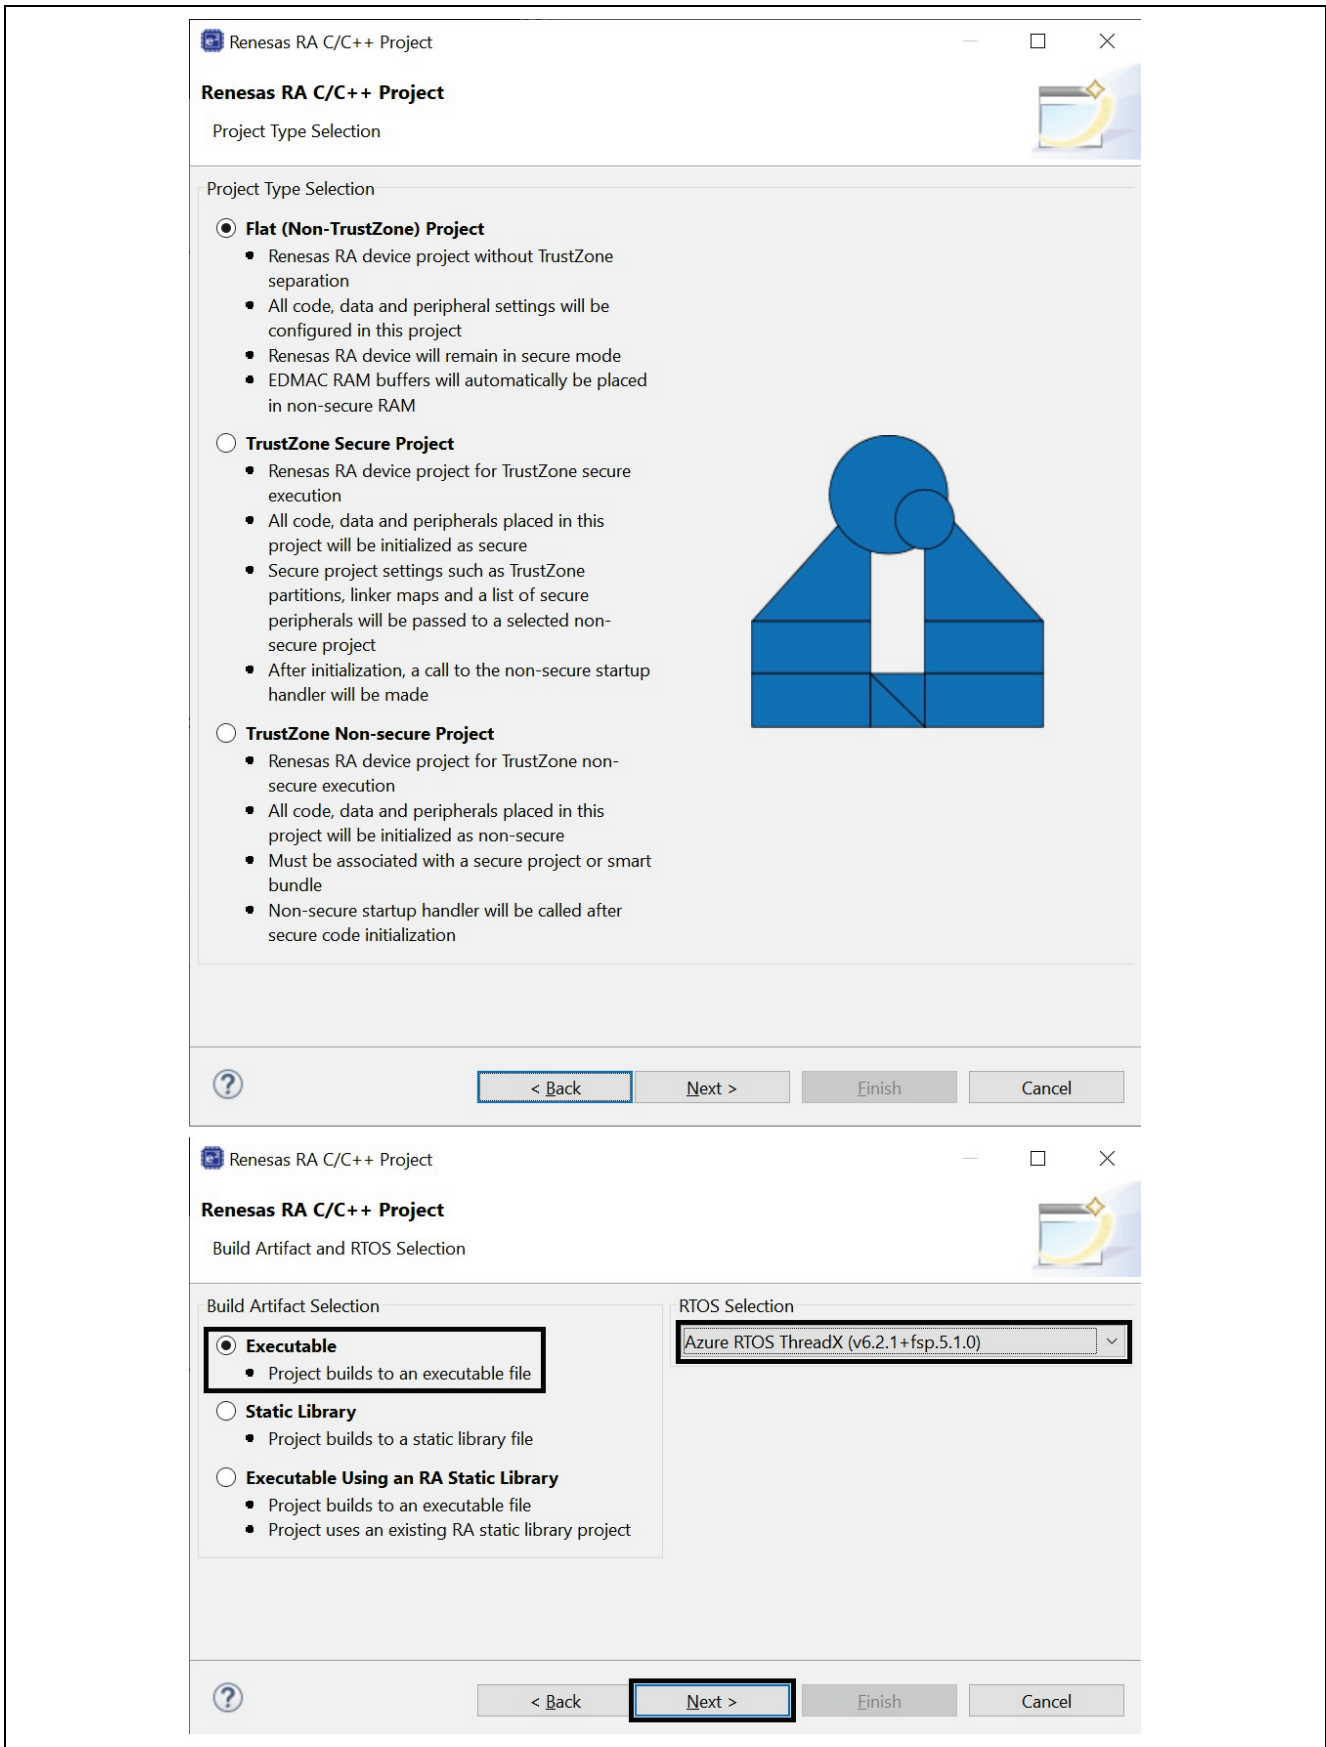 Renesas RA C/C++ Project
Renesas RA C/C++ Project
Project Type Selection
Project Type Selection
Flat (Non-TrustZone) Project
• Renesas RA device project without TrustZone
separation
• All code, data and peripheral settings will be
configured in this project
• Renesas RA device will remain in secure mode
• EDMAC RAM buffers will automatically be placed
in non-secure RAM
TrustZone Secure Project
• Renesas RA device project for TrustZone secure
execution
• All code, data and peripherals placed in this
project will be initialized as secure
• Secure project settings such as TrustZone
partitions, linker maps and a list of secure
peripherals will be passed to a selected non-
secure project
• After initialization, a call to the non-secure startup
handler will be made
TrustZone Non-secure Project
• Renesas RA device project for TrustZone non-
secure execution
• All code, data and peripherals placed in this
project will be initialized as non-secure
• Must be associated with a secure project or smart
bundle
• Non-secure startup handler will be called after
secure code initialization
? < Back Next > Finish Cancel
Renesas RA C/C++ Project
Renesas RA C/C++ Project
Build Artifact and RTOS Selection
Build Artifact Selection
Executable
• Project builds to an executable file
Static Library
• Project builds to a static library file
Executable Using an RA Static Library
• Project builds to an executable file
• Project uses an existing RA static library project
RTOS Selection
Azure RTOS ThreadX (v6.2.1+fsp.5.1.0)
? < Back Next > Finish Cancel